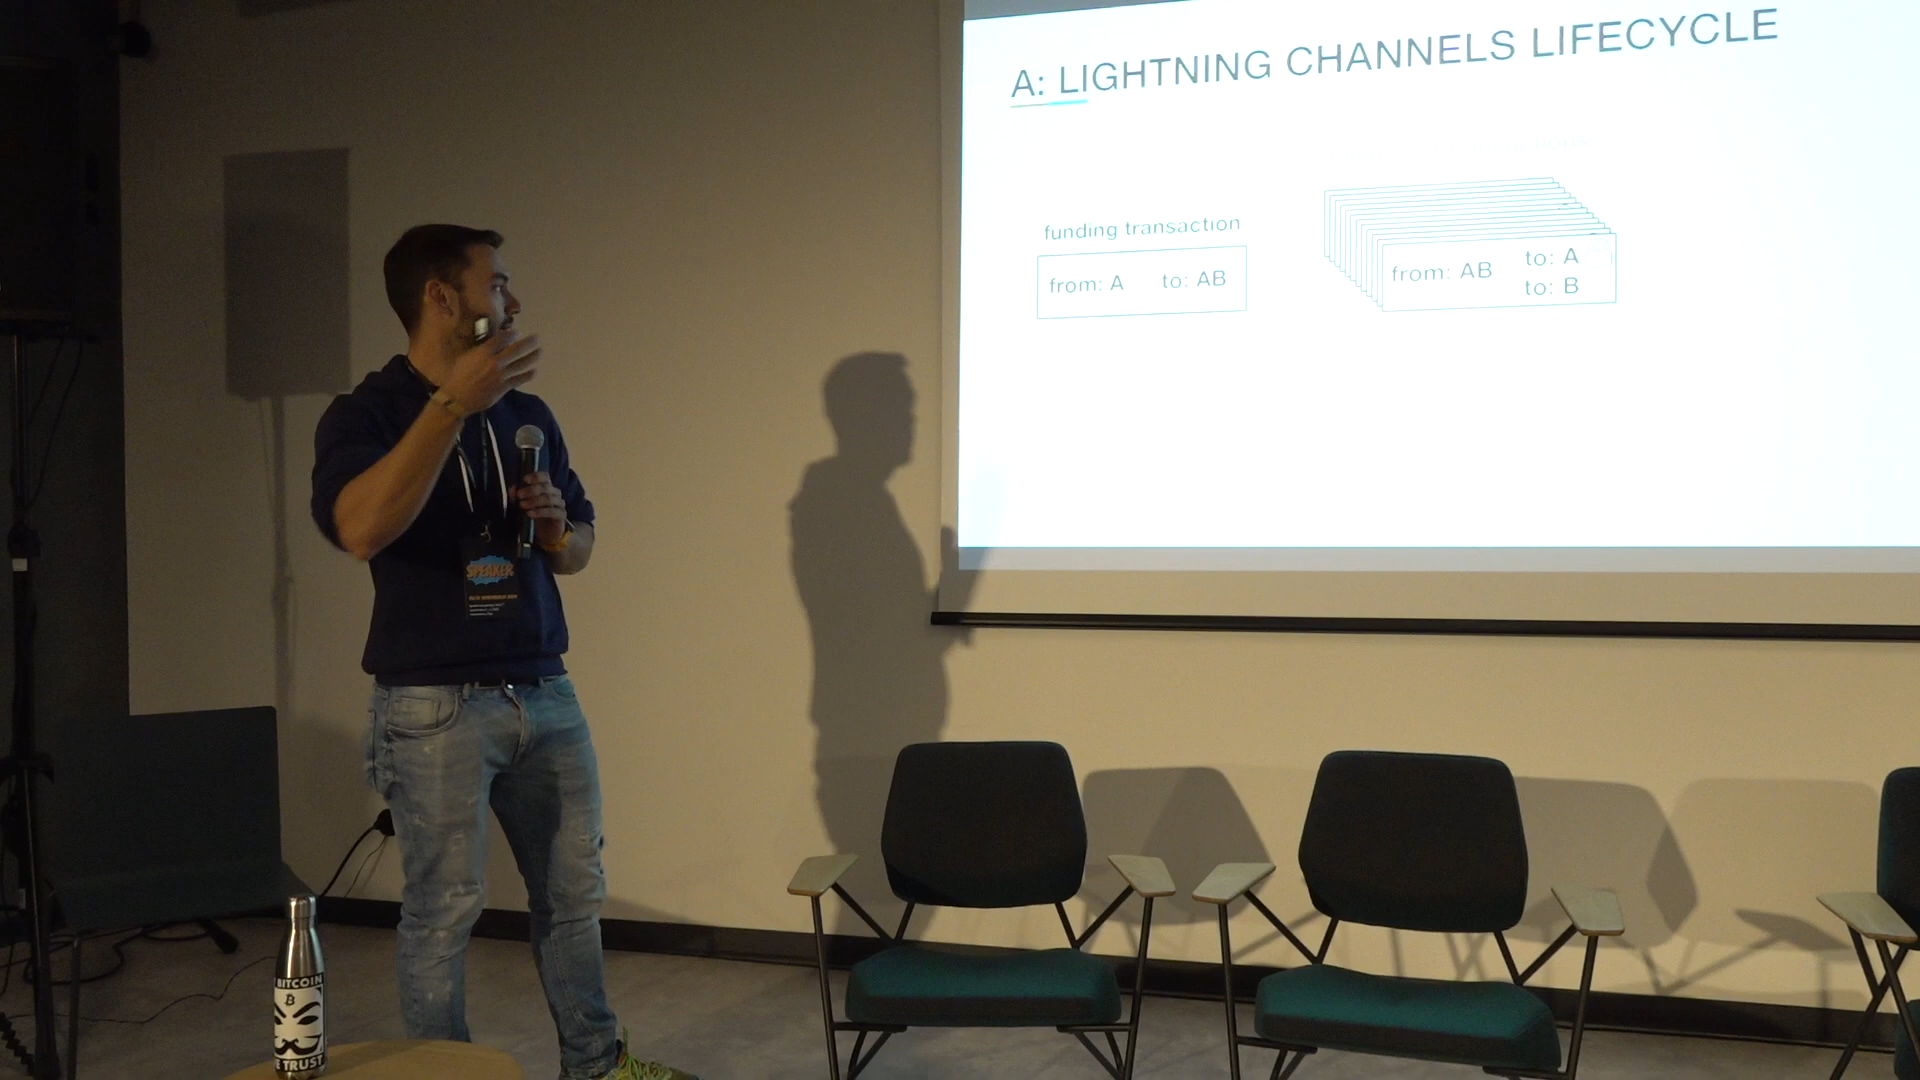 A: LIGHTNING CHANNELS LIFECYCLE
funding transaction
from: A to: AB
from: AB to: A
to: B
SPEAKER
BITCOIN
TRUST